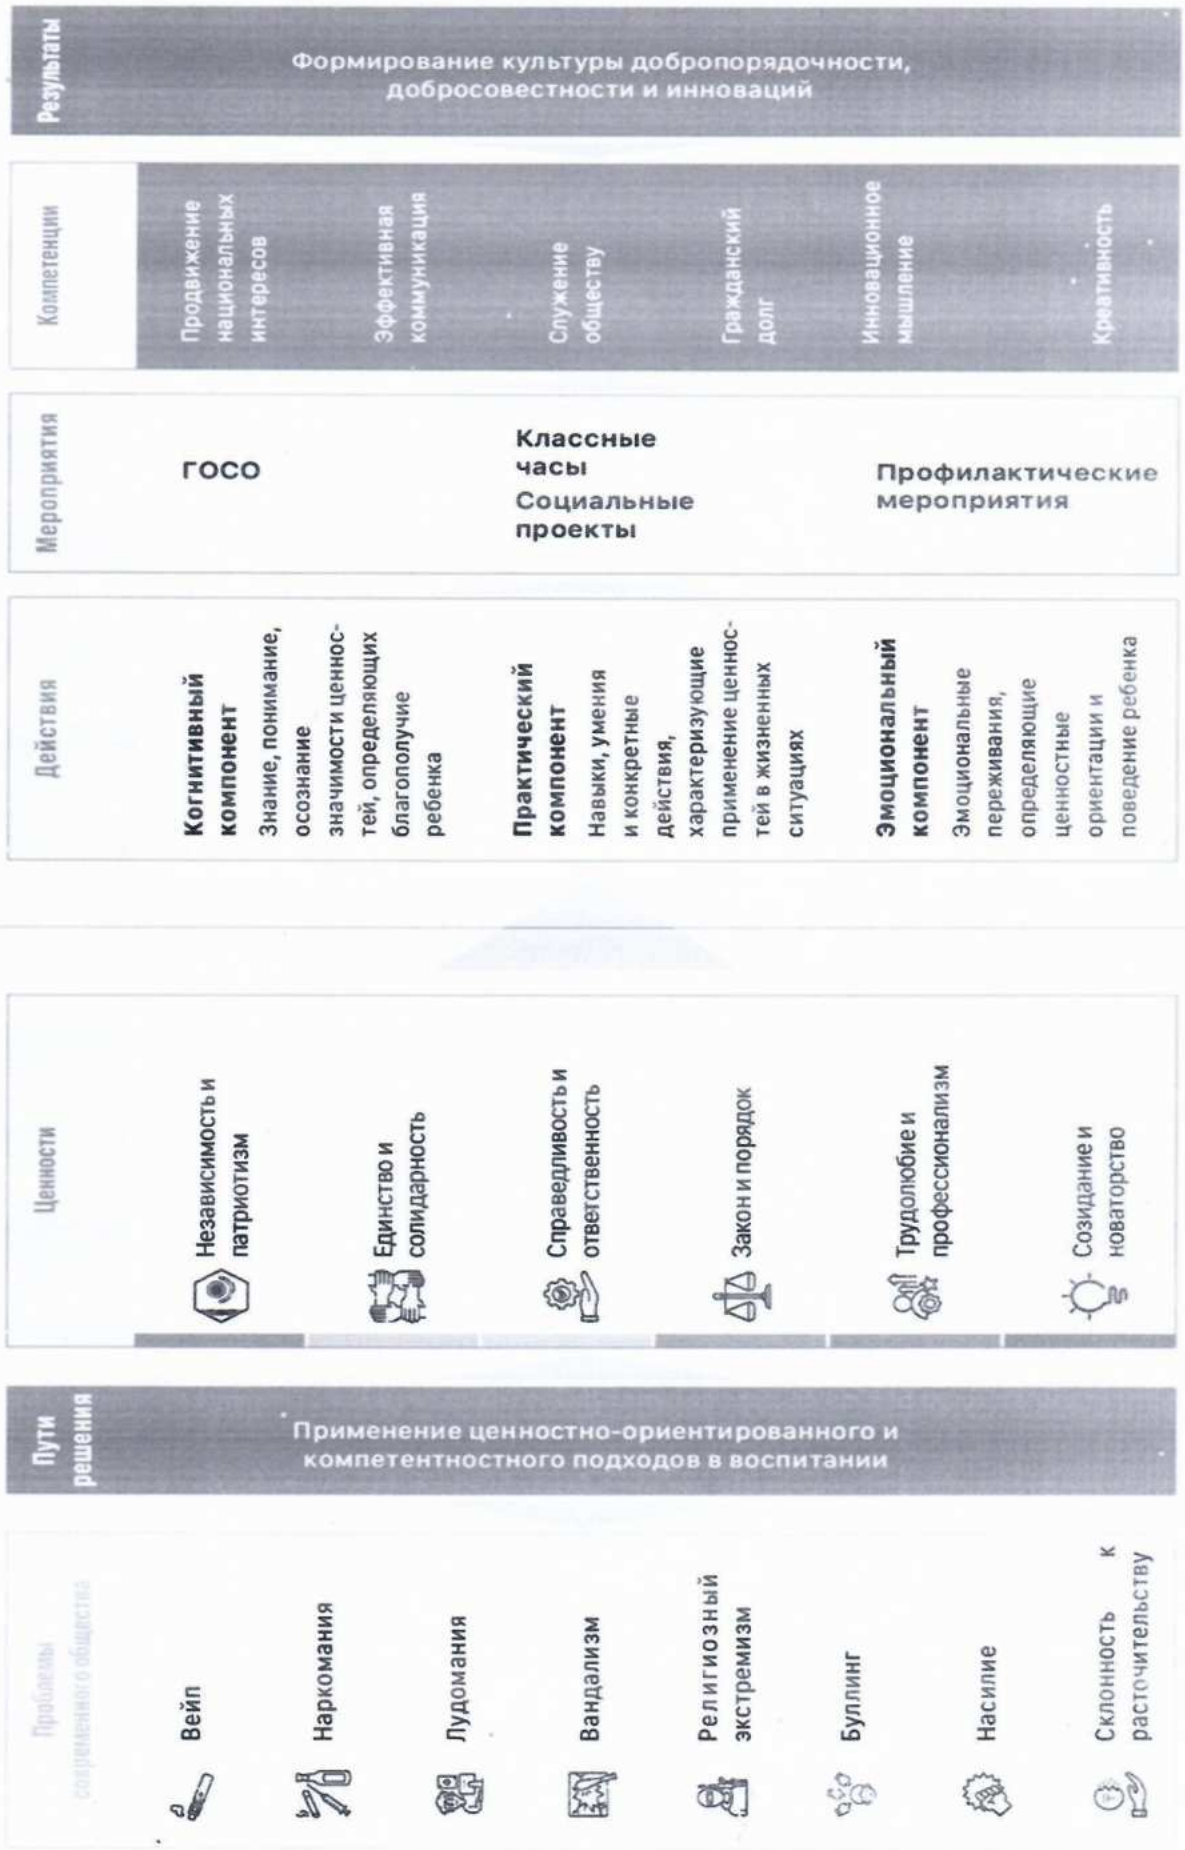 Проблемы
современного общества
Вейп
Наркомания
Лудомания
Вандализм
Религиозный
экстремизм
Буллинг
Насилие
Склонность к
расточительству
Пути
решения
Применение ценностно-ориентированного и
компетентностного подходов в воспитании
Ценности
Независимость и
патриотизм
Единство и
солидарность
Справедливость и
ответственность
Закон и порядок
Трудолюбие и
профессионализм
Созидание и
новаторство
Действия
Когнитивный
компонент
Знание, понимание,
осознание
значимости ценнос-
тей, определяющих
благополучие
ребенка
Практический
компонент
Навыки, умения
и конкретные
действия,
характеризующие
применение ценнос-
тей в жизненных
ситуациях
Эмоциональный
компонент
Эмоциональные
переживания,
определяющие
ценностные
ориентации и
поведение ребенка
Мероприятия
ГОСО
Классные
часы
Социальные
проекты
Профилактические
мероприятия
Компетенции
Продвижение
национальных
интересов
Эффективная
коммуникация
Служение
обществу
Гражданский
долг
Инновационное
мышление
Креативность
Результаты
Формирование культуры добропорядочности,
добросовестности и инноваций